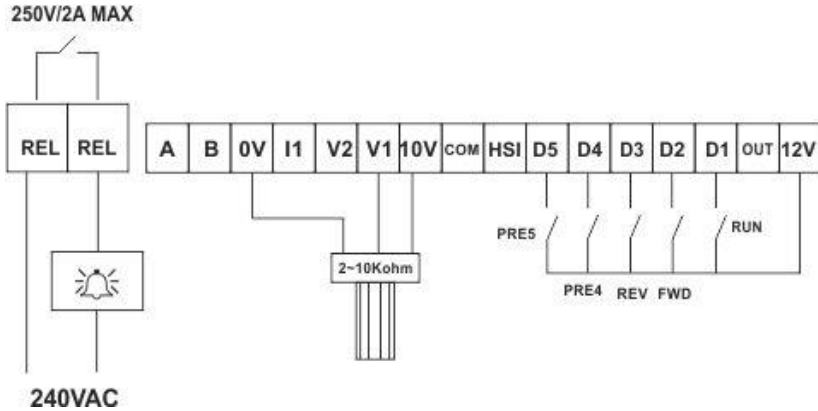 250V/2A MAX
REL REL A B 0V I1 V2 V1 10V COM HSI D5 D4 D3 D2 D1 OUT 12V
PRE5 RUN
2~10Kohm
PRE4 REV FWD
240VAC